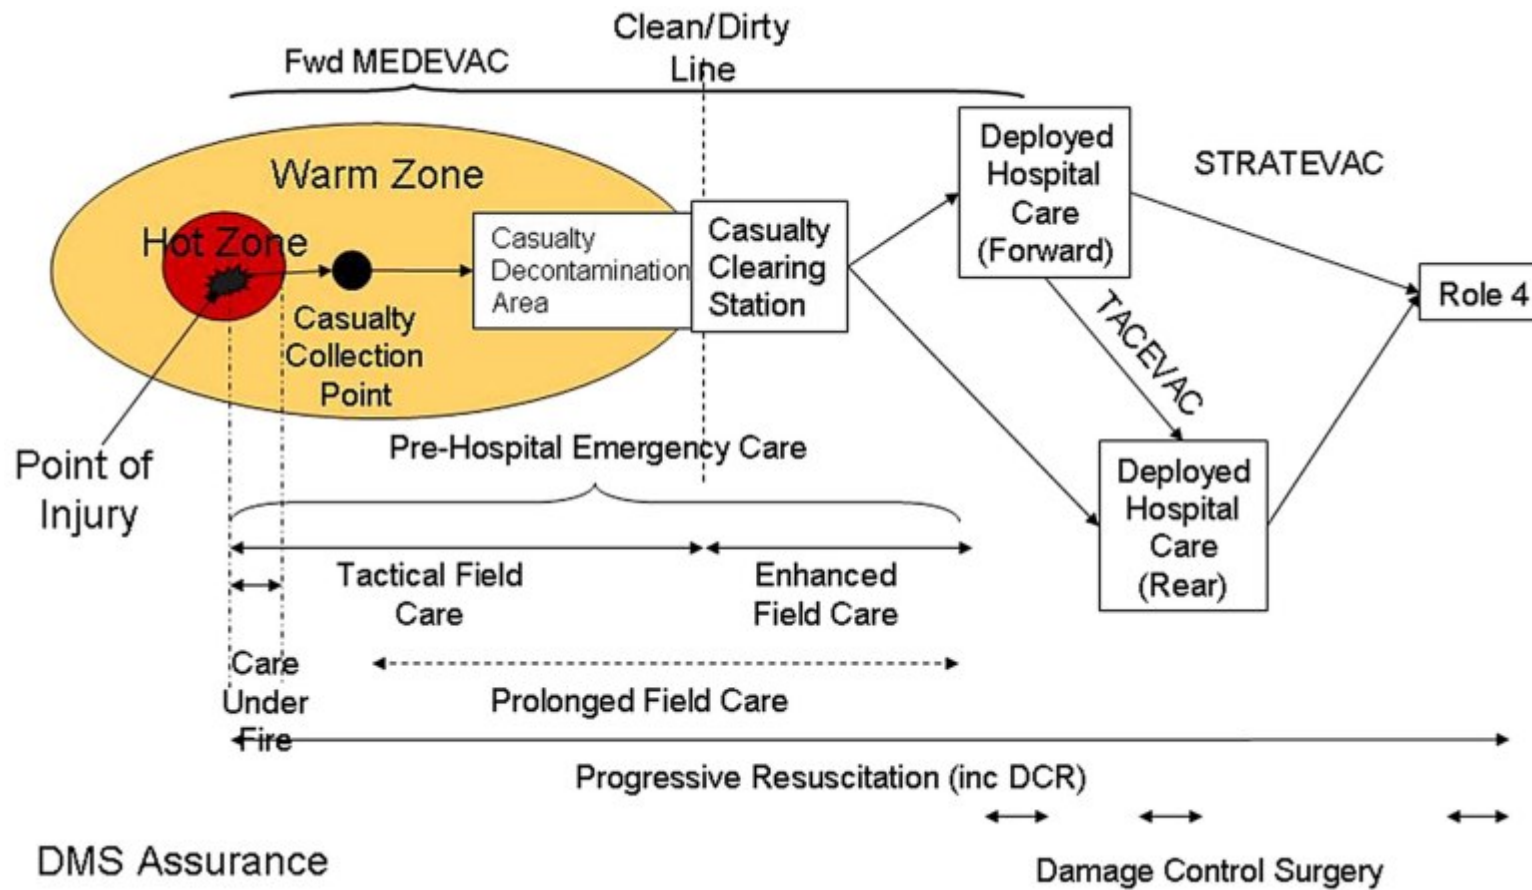 Clean/Dirty
Line
Fwd MEDEVAC
Warm Zone
Hot Zone
Casualty
Collection
Point
Casualty
Decontamination
Area
Casualty
Clearing
Station
Deployed
Hospital
Care
(Forward)
STRATEVAC
TACEVAC
Role 4
Deployed
Hospital
Care
(Rear)
Point of
Injury
Pre-Hospital Emergency Care
Tactical Field
Care
Enhanced
Field Care
Care
Under
Fire
Prolonged Field Care
Progressive Resuscitation (inc DCR)
Damage Control Surgery
DMS Assurance